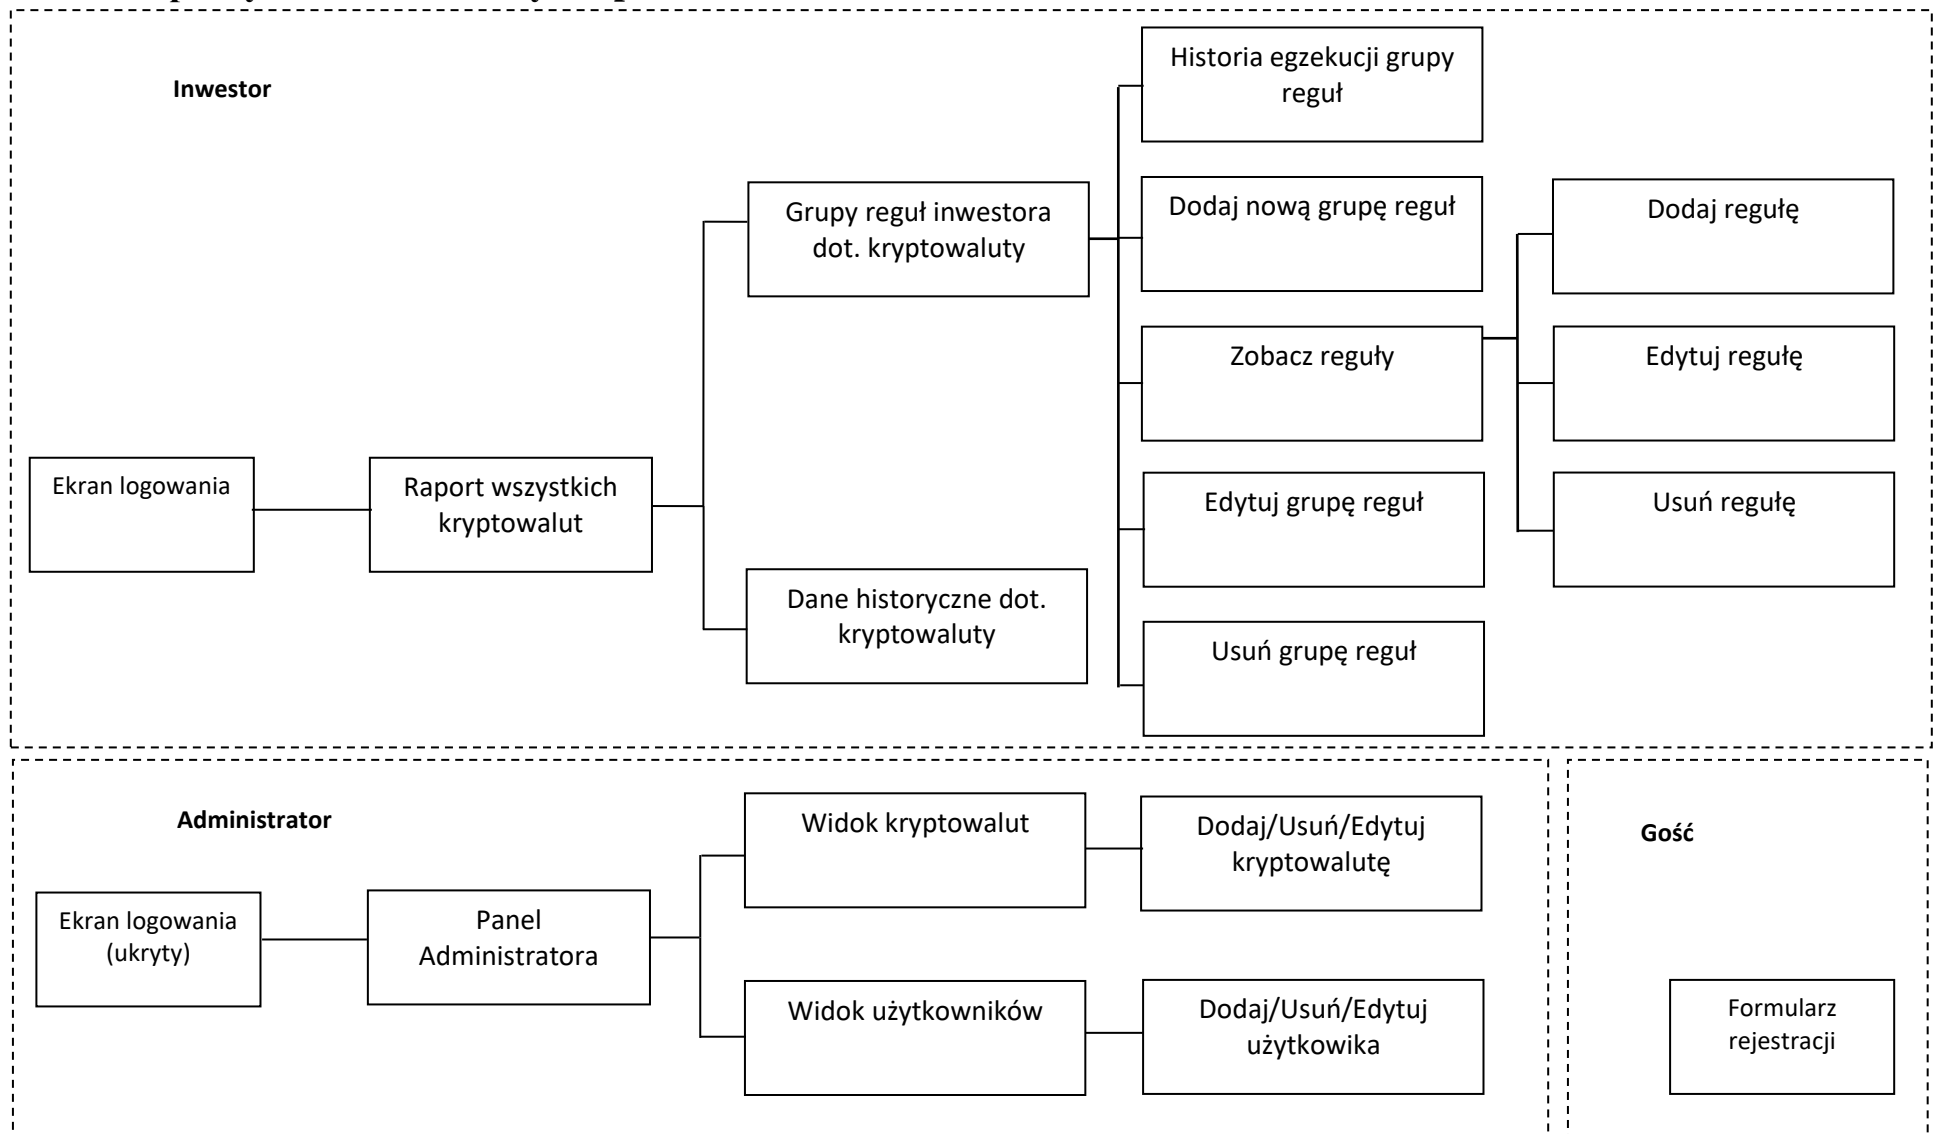 Inwestor
Historia egzekucji grupy
reguł
Grupy reguł inwestora
dot. kryptowaluty
Dodaj nową grupę reguł
Dodaj regułę
Zobacz reguły
Edytuj regułę
Ekran logowania
Raport wszystkich
kryptowalut
Edytuj grupę reguł
Usuń regułę
Dane historyczne dot.
kryptowaluty
Usuń grupę reguł
Administrator
Widok kryptowalut
Dodaj/Usuń/Edytuj
kryptowalutę
Ekran logowania
(ukryty)
Panel
Administratora
Widok użytkowników
Dodaj/Usuń/Edytuj
użytkowika
Gość
Formularz
rejestracji